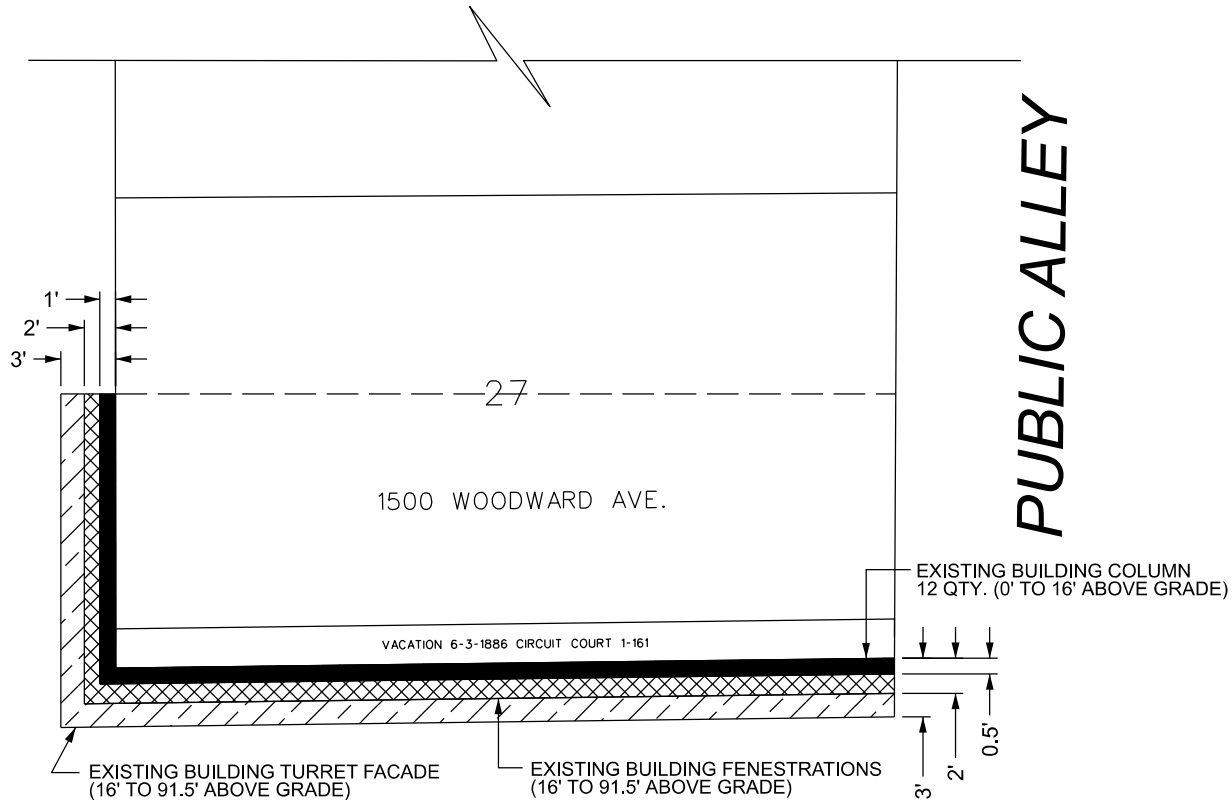 PUBLIC ALLEY
1'
2'
3'
27
1500 WOODWARD AVE.
EXISTING BUILDING COLUMN
12 QTY. (0' TO 16' ABOVE GRADE)
VACATION 6-3-1886 CIRCUIT COURT 1-161
3'
2'
0.5'
EXISTING BUILDING TURRET FACADE
(16' TO 91.5' ABOVE GRADE)
EXISTING BUILDING FENESTRATIONS
(16' TO 91.5' ABOVE GRADE)